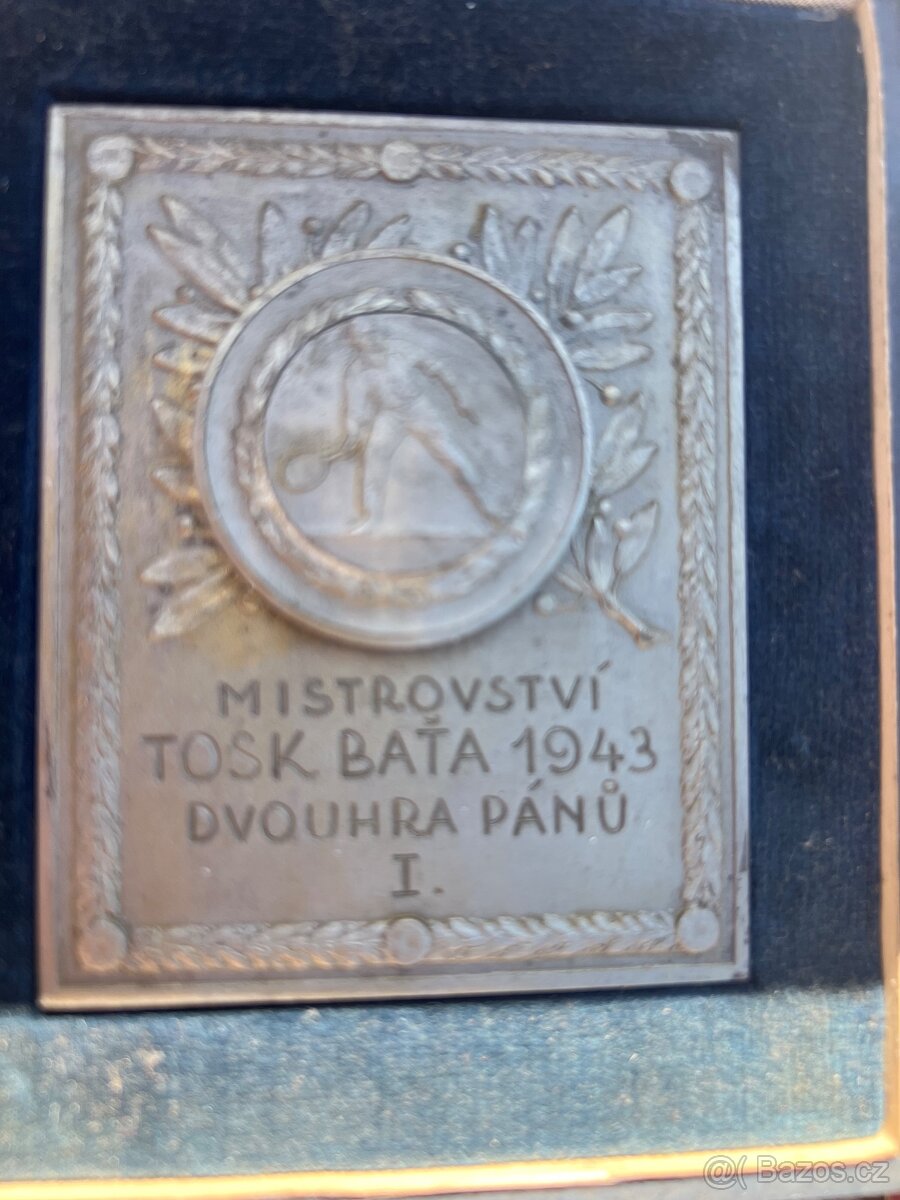 MISTROVSTVÍ
TOSK BAŤA 1943
DVOUHRA PÁNŮ
I.
@( Bazos.cz